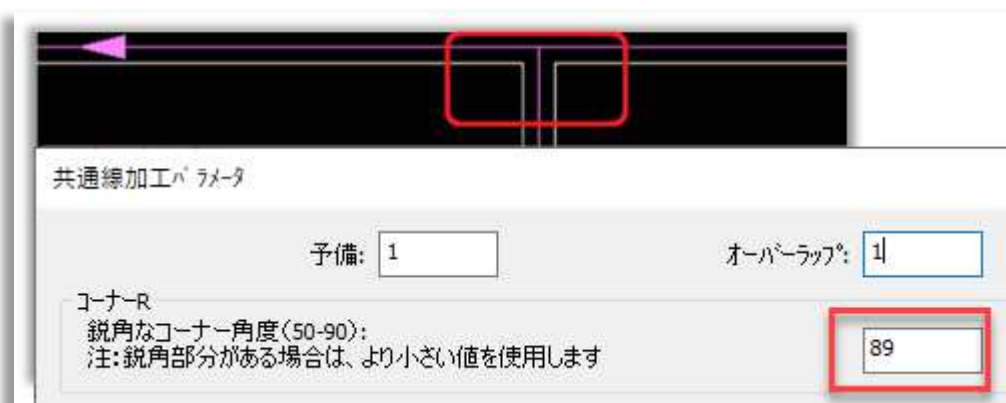 共通線加工ﾊﾟﾗﾒｰﾀ
予備: 1
ｵｰﾊﾞｰﾗｯﾌﾟ: 1
ｺｰﾅｰR
鋭角なコーナー角度(50-90):
注:鋭角部分がある場合は、より小さい値を使用します
89